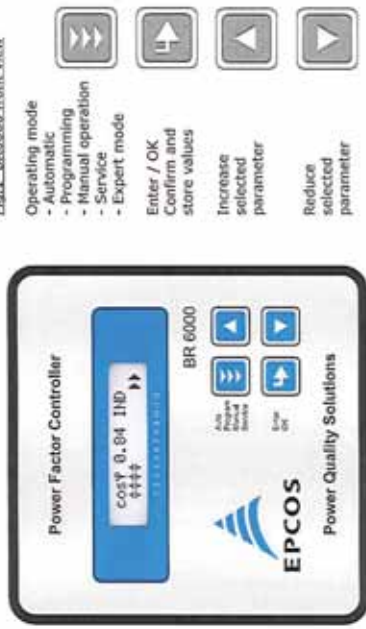 Operating mode
- Automatic
- Programming
- Manual operation
- Service
- Expert mode
Enter / OK
Confirm and
store values
Increase
selected
parameter
Reduce
selected
parameter
Power Factor Controller
cosφ 0.84 IND
BR 6000
Auto
Program
Manual
Service
Enter
OK
EPCOS
Power Quality Solutions